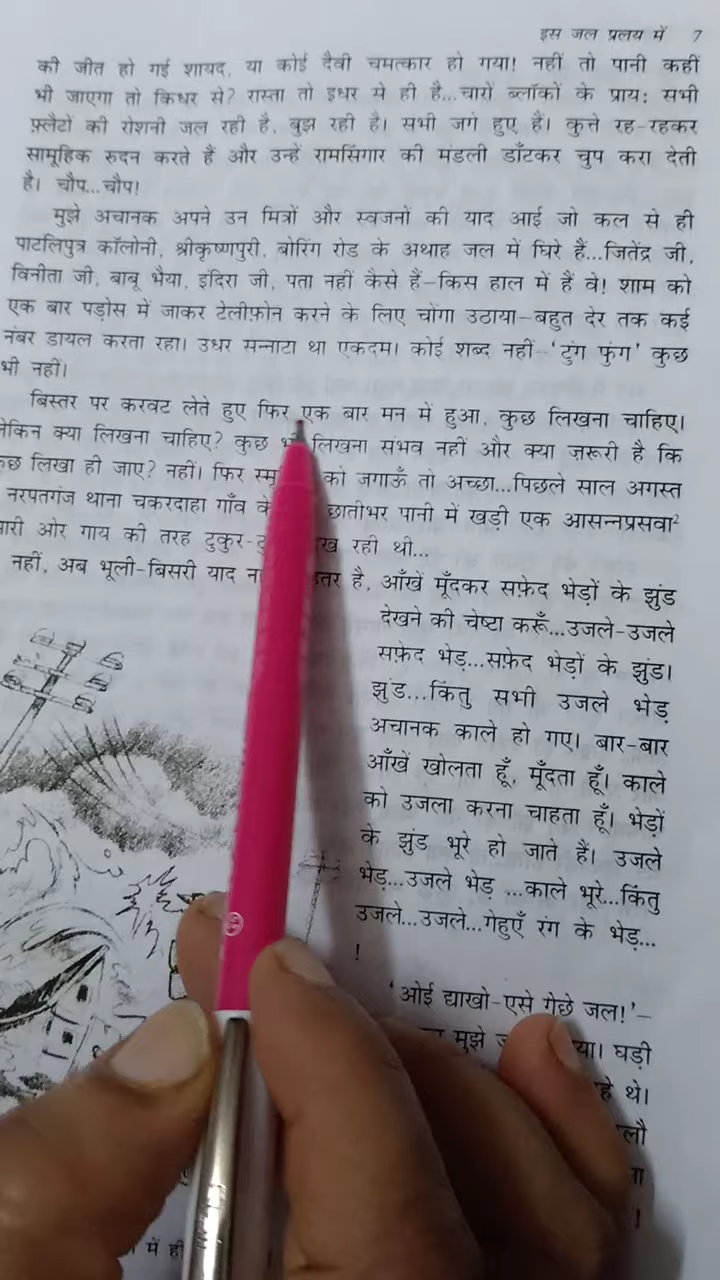 इस जल प्रलय में 7
की जीत हो गई शायद, या कोई दैवी चमत्कार हो गया! नहीं तो पानी कहीं
भी जाएगा तो किधर से? रास्ता तो इधर से ही है...चारों ब्लॉकों के प्राय: सभी
फ़्लैटों की रोशनी जल रही है, बुझ रही है। सभी जगे हुए हैं। कुत्ते रह-रहकर
सामूहिक रुदन करते हैं और उन्हें रामसिंगार की मंडली डाँटकर चुप करा देती
है। चौप...चौप!
मुझे अचानक अपने उन मित्रों और स्वजनों की याद आई जो कल से ही
पाटलिपुत्र कॉलोनी, श्रीकृष्णपुरी, बोरिंग रोड के अथाह जल में घिरे हैं...जितेंद्र जी,
विनीता जी, बाबू भैया, इंदिरा जी, पता नहीं कैसे हैं-किस हाल में हैं वे! शाम को
एक बार पड़ोस में जाकर टेलीफ़ोन करने के लिए चोंगा उठाया-बहुत देर तक कई
नंबर डायल करता रहा। उधर सन्नाटा था एकदम। कोई शब्द नहीं-'टुंग फुंग' कुछ
भी नहीं।
बिस्तर पर करवट लेते हुए फिर एक बार मन में हुआ, कुछ लिखना चाहिए।
क्या लिखना चाहिए? कुछ लिखना संभव नहीं और क्या ज़रूरी है कि
लिखा ही जाए? नहीं। फिर को जगाऊँ तो अच्छा...पिछले साल अगस्त
नरपतगंज थाना चकरदाहा गाँव छातीभर पानी में खड़ी एक आसन्नप्रसवा²
ओर गाय की तरह टुकुर- रही थी...
नहीं, अब भूली-बिसरी याद है, आँखें मूँदकर सफ़ेद भेड़ों के झुंड
देखने की चेष्टा करूँ...उजले-उजले
सफ़ेद भेड़...सफ़ेद भेड़ों के झुंड।
झुंड...किंतु सभी उजले भेड़
अचानक काले हो गए। बार-बार
आँखें खोलता हूँ, मूँदता हूँ। काले
को उजला करना चाहता हूँ। भेड़ों
के झुंड भूरे हो जाते हैं। उजले
भेड़...उजले भेड़ ...काले भूरे...किंतु
उजले...उजले...गेहुएँ रंग के भेड़...
!
'ओई द्याखो-एसे गेछे जल!'-
मुझे घड़ी
थे।
!
में